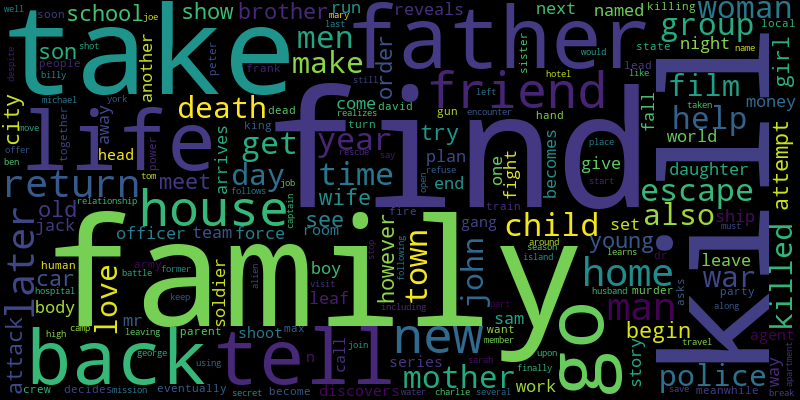 well
soon
joe
school
show
brother
run
reveals
next
named
killing
woman
take
father
men
mary
last
group
local
son
shot
make
order
another
people
despite
billy
peter
frank
still
sister
would
hotel
night
state
lead
like
name
girl
michael
york
death
friend
film
money
city
life
find
kill
dead
come
david
gun
left
hand
fall
help
taken
move
together
away
head
king
realizes
turn
encounter
world
attempt
offer
ben
power
get
year
try
rescue
say
place
tom
arrives
plan
one
fight
becomes
refuse
start
give
daughter
return
meet
day
time
end
escape
relationship
follows
job
wife
open
train
later
old
jack
house
captain
see
fire
child
set
also
ship
must
officer
team
force
room
family
however
gang
town
john
around
season
island
young
learns
dr
leave
war
killed
car
human
hospital
love
army
former
battle
alien
soldier
boy
visit
stop
following
home
husband
murder
asks
party
along
body
keep
leaf
including
part
sam
man
attack
mr
high
camp
leaving
parent
shoot
max
n
call
tell
new
want
member
go
begin
agent
travel
way
back
george
using
join
series
sarah
upon
finally
story
police
apartment
crew
decides
mission
eventually
secret
become
discovers
water
charlie
mother
several
work
save
meanwhile
break